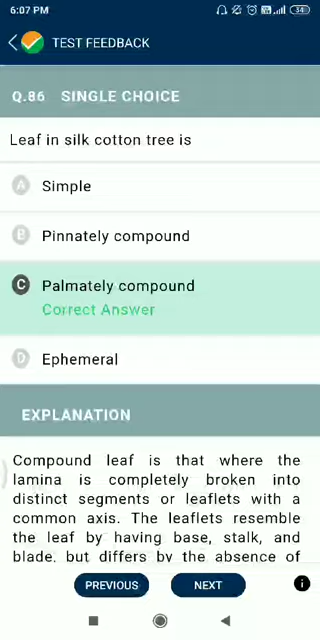 6:07 PM
34
TEST FEEDBACK
Q.86 SINGLE CHOICE
Leaf in silk cotton tree is
A Simple
B Pinnately compound
C Palmately compound
Correct Answer
D Ephemeral
EXPLANATION
Compound leaf is that where the
lamina is completely broken into
distinct segments or leaflets with a
common axis. The leaflets resemble
the leaf by having base, stalk, and
blade, but differs by the absence of
PREVIOUS NEXT